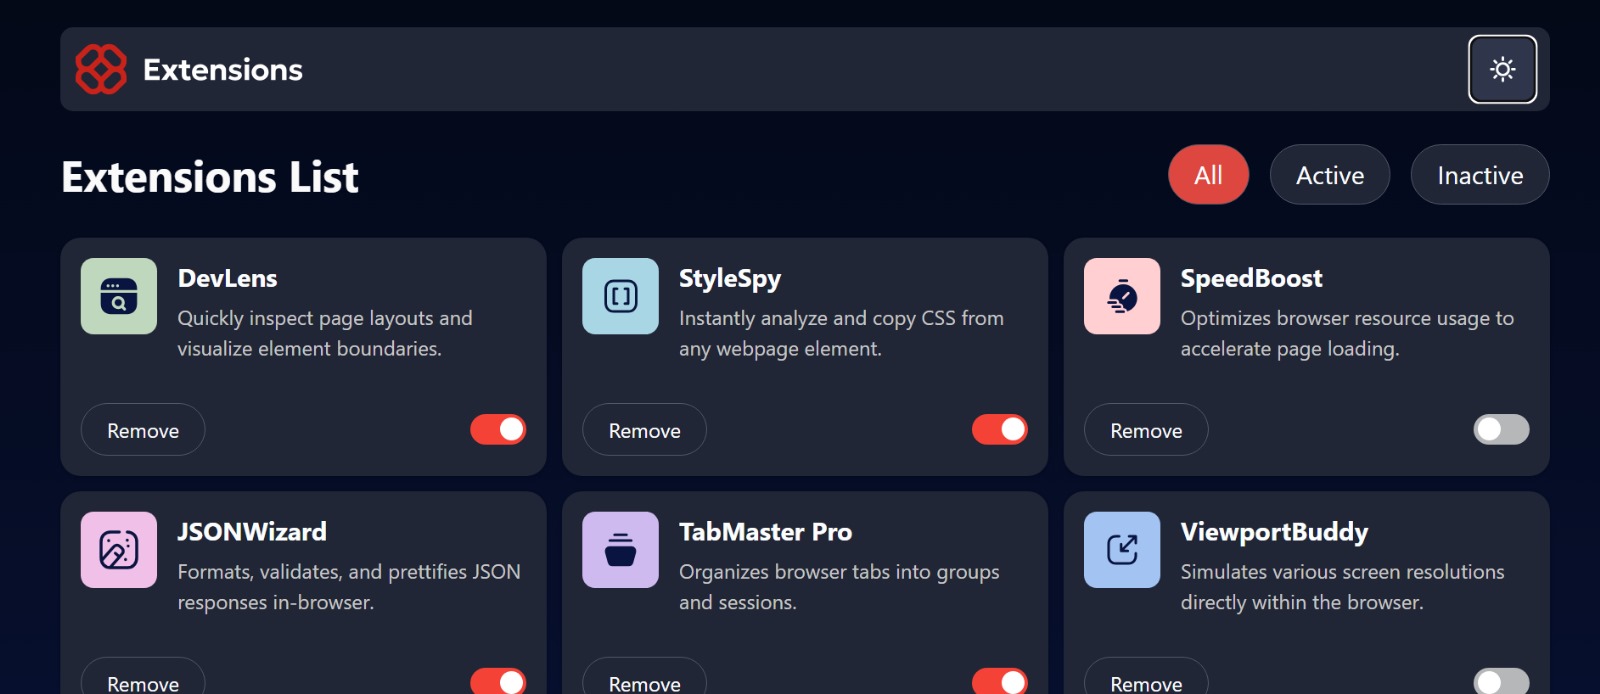 Extensions
Extensions List
All
Active
Inactive
DevLens
Quickly inspect page layouts and
visualize element boundaries.
Remove
StyleSpy
Instantly analyze and copy CSS from
any webpage element.
Remove
SpeedBoost
Optimizes browser resource usage to
accelerate page loading.
Remove
JSONWizard
Formats, validates, and prettifies JSON
responses in-browser.
Remove
TabMaster Pro
Organizes browser tabs into groups
and sessions.
Remove
ViewportBuddy
Simulates various screen resolutions
directly within the browser.
Remove